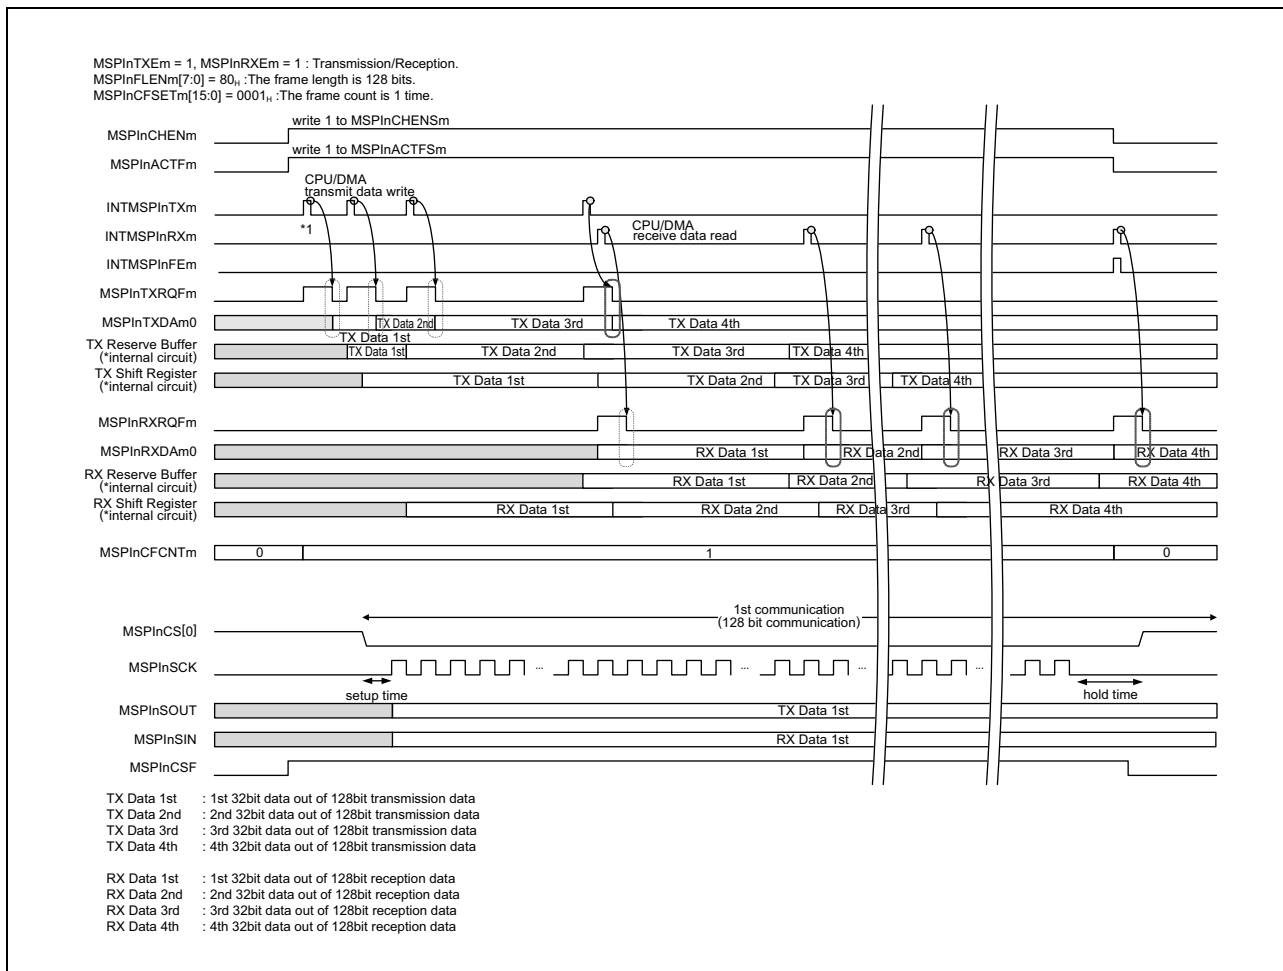 MSPInTXEm = 1, MSPInRXEm = 1 : Transmission/Reception.
MSPInFLENm[7:0] = 80H :The frame length is 128 bits.
MSPInCFSETm[15:0] = 0001H :The frame count is 1 time.
write 1 to MSPInCHENSm
MSPInCHENm
write 1 to MSPInACTFSm
MSPInACTFm
CPU/DMA
transmit data write
INTMSPInTXm
*1
CPU/DMA
receive data read
INTMSPInRXm
INTMSPInFEm
MSPInTXRQFm
MSPInTXDAm0 TX Data 2nd TX Data 3rd TX Data 4th
TX Data 1st
TX Reserve Buffer
(*internal circuit)
TX Data 1st TX Data 2nd TX Data 3rd TX Data 4th
TX Shift Register
(*internal circuit)
TX Data 1st TX Data 2nd TX Data 3rd TX Data 4th
MSPInRXRQFm
MSPInRXDAm0 RX Data 1st RX Data 2nd RX Data 3rd RX Data 4th
RX Reserve Buffer
(*internal circuit)
RX Data 1st RX Data 2nd RX Data 3rd RX Data 4th
RX Shift Register
(*internal circuit)
RX Data 1st RX Data 2nd RX Data 3rd RX Data 4th
MSPInCFCNTm 0 1 0
1st communication
(128 bit communication)
MSPInCS[0]
MSPInSCK ... ... ... ...
setup time hold time
MSPInSOUT TX Data 1st
MSPInSIN RX Data 1st
MSPInCSF
TX Data 1st : 1st 32bit data out of 128bit transmission data
TX Data 2nd : 2nd 32bit data out of 128bit transmission data
TX Data 3rd : 3rd 32bit data out of 128bit transmission data
TX Data 4th : 4th 32bit data out of 128bit transmission data
RX Data 1st : 1st 32bit data out of 128bit reception data
RX Data 2nd : 2nd 32bit data out of 128bit reception data
RX Data 3rd : 3rd 32bit data out of 128bit reception data
RX Data 4th : 4th 32bit data out of 128bit reception data